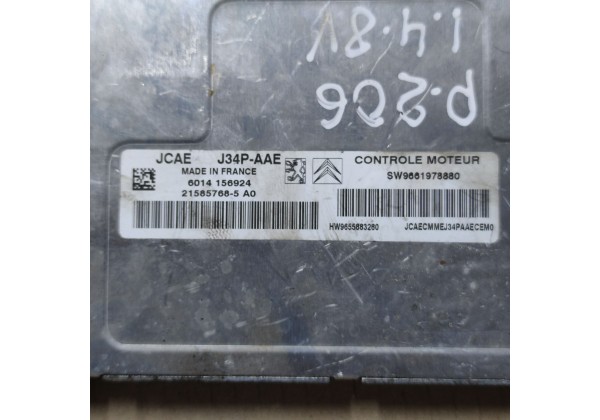 1.4.8V
P.206
JCAE J34P-AAE
MADE IN FRANCE
6014 156924
21585768-5 A0
CONTROLE MOTEUR
SW9661978880
HW9655683280
JCAECMMEJ34PAAECEM0